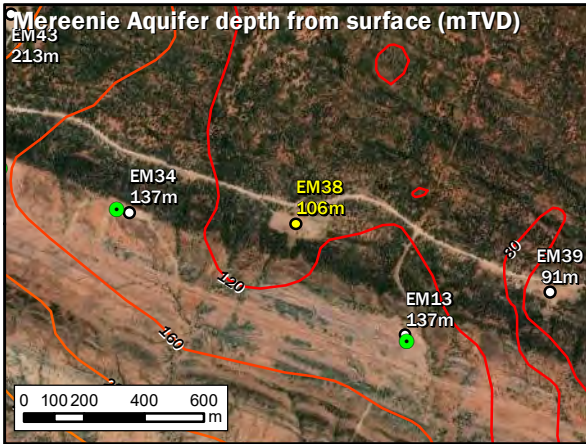 Mereenie Aquifer depth from surface (mTVD)
EM43
213m
EM34
137m
EM38
106m
80
EM39
91m
120
EM13
137m
160
0 100 200 400 600
m